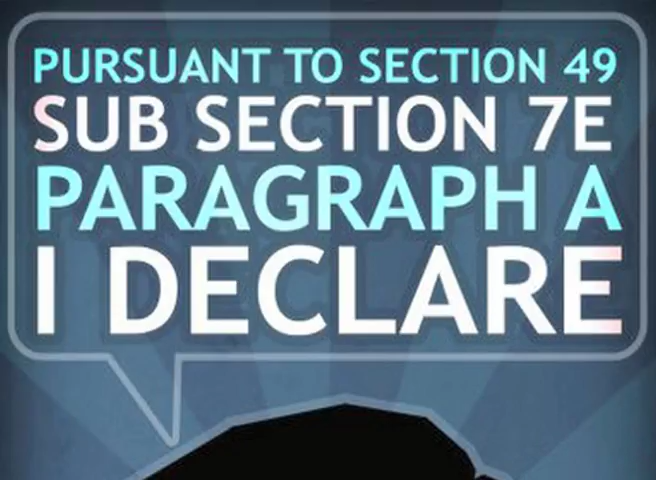 PURSUANT TO SECTION 49
SUB SECTION 7E
PARAGRAPH A
I DECLARE